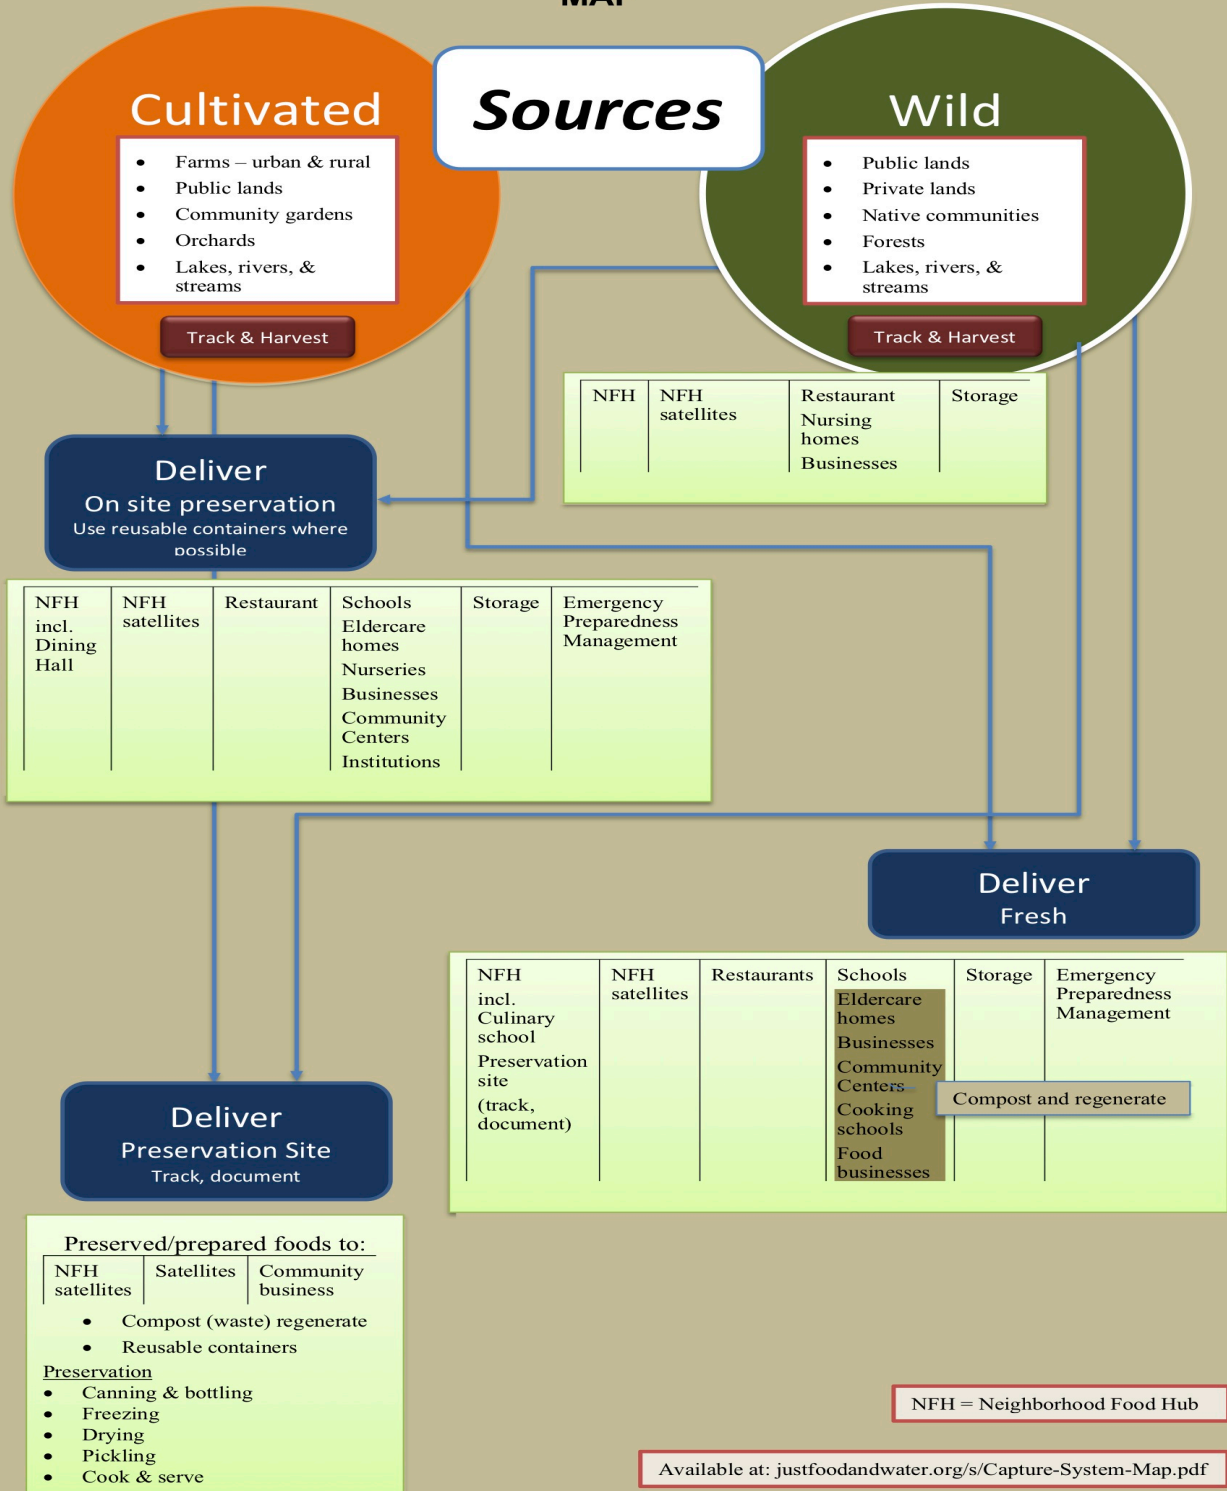 MAP
Sources
Cultivated
• Farms – urban & rural
• Public lands
• Community gardens
• Orchards
• Lakes, rivers, &
streams
Track & Harvest
Wild
• Public lands
• Private lands
• Native communities
• Forests
• Lakes, rivers, &
streams
Track & Harvest
NFH
NFH
satellites
Restaurant
Nursing
homes
Businesses
Storage
Deliver
On site preservation
Use reusable containers where
possible
NFH
incl.
Dining
Hall
NFH
satellites
Restaurant
Schools
Eldercare
homes
Nurseries
Businesses
Community
Centers
Institutions
Storage
Emergency
Preparedness
Management
Deliver
Fresh
NFH
incl.
Culinary
school
Preservation
site
(track,
document)
NFH
satellites
Restaurants
Schools
Eldercare
homes
Businesses
Community
Centers
Cooking
schools
Food
businesses
Storage
Emergency
Preparedness
Management
Compost and regenerate
Deliver
Preservation Site
Track, document
Preserved/prepared foods to:
NFH
satellites
Satellites
Community
business
• Compost (waste) regenerate
• Reusable containers
Preservation
• Canning & bottling
• Freezing
• Drying
• Pickling
• Cook & serve
NFH = Neighborhood Food Hub
Available at: justfoodandwater.org/s/Capture-System-Map.pdf